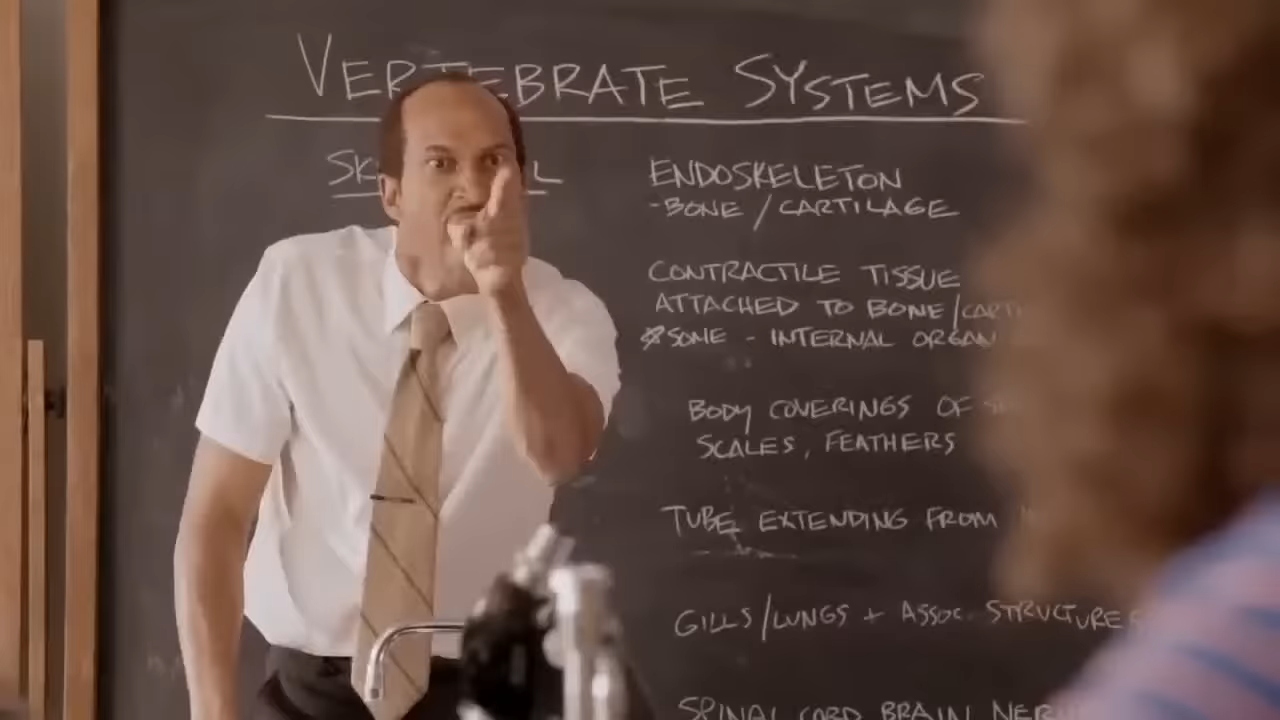 VERTEBRATE SYSTEMS
ENDOSKELETON
-BONE / CARTILAGE
CONTRACTILE TISSUE
ATTACHED TO BONE/
SOME - INTERNAL ORGAN
BODY COVERINGS OF
SCALES, FEATHERS
TUBE EXTENDING FROM
GILLS/LUNGS + ASSOC. STRUCTURE
SPINAL CORD BRAIN